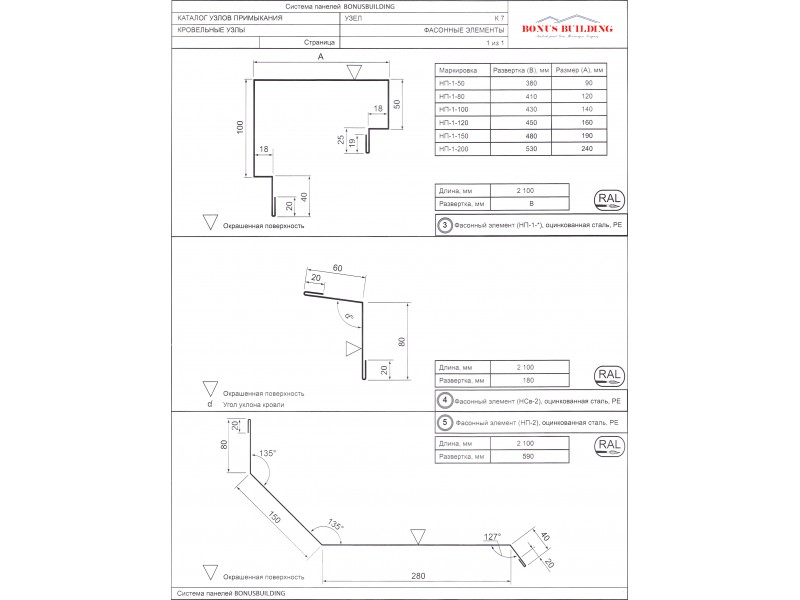 Система панелей BONUSBUILDING
КАТАЛОГ УЗЛОВ ПРИМЫКАНИЯ УЗЕЛ К 7
КРОВЕЛЬНЫЕ УЗЛЫ ФАСОННЫЕ ЭЛЕМЕНТЫ
Страница 1 из 1
BONUS BUILDING
A
18
50
100
25
19
18
20
40
Окрашенная поверхность
Маркировка Развертка (B), мм Размер (A), мм
НП-1-50 380 90
НП-1-80 410 120
НП-1-100 430 140
НП-1-120 450 160
НП-1-150 480 190
НП-1-200 530 240
Длина, мм 2 100
Развертка, мм B
RAL
3 Фасонный элемент (НП-1-*), оцинкованная сталь, PE
60
20
d
80
20
Окрашенная поверхность
d Угол уклона кровли
Длина, мм 2 100
Развертка, мм 180
RAL
4 Фасонный элемент (НСв-2), оцинкованная сталь, PE
5 Фасонный элемент (НП-2), оцинкованная сталь, PE
Длина, мм 2 100
Развертка, мм 590
RAL
20
80
135°
150
135°
127°
40
20
280
Окрашенная поверхность
Система панелей BONUSBUILDING